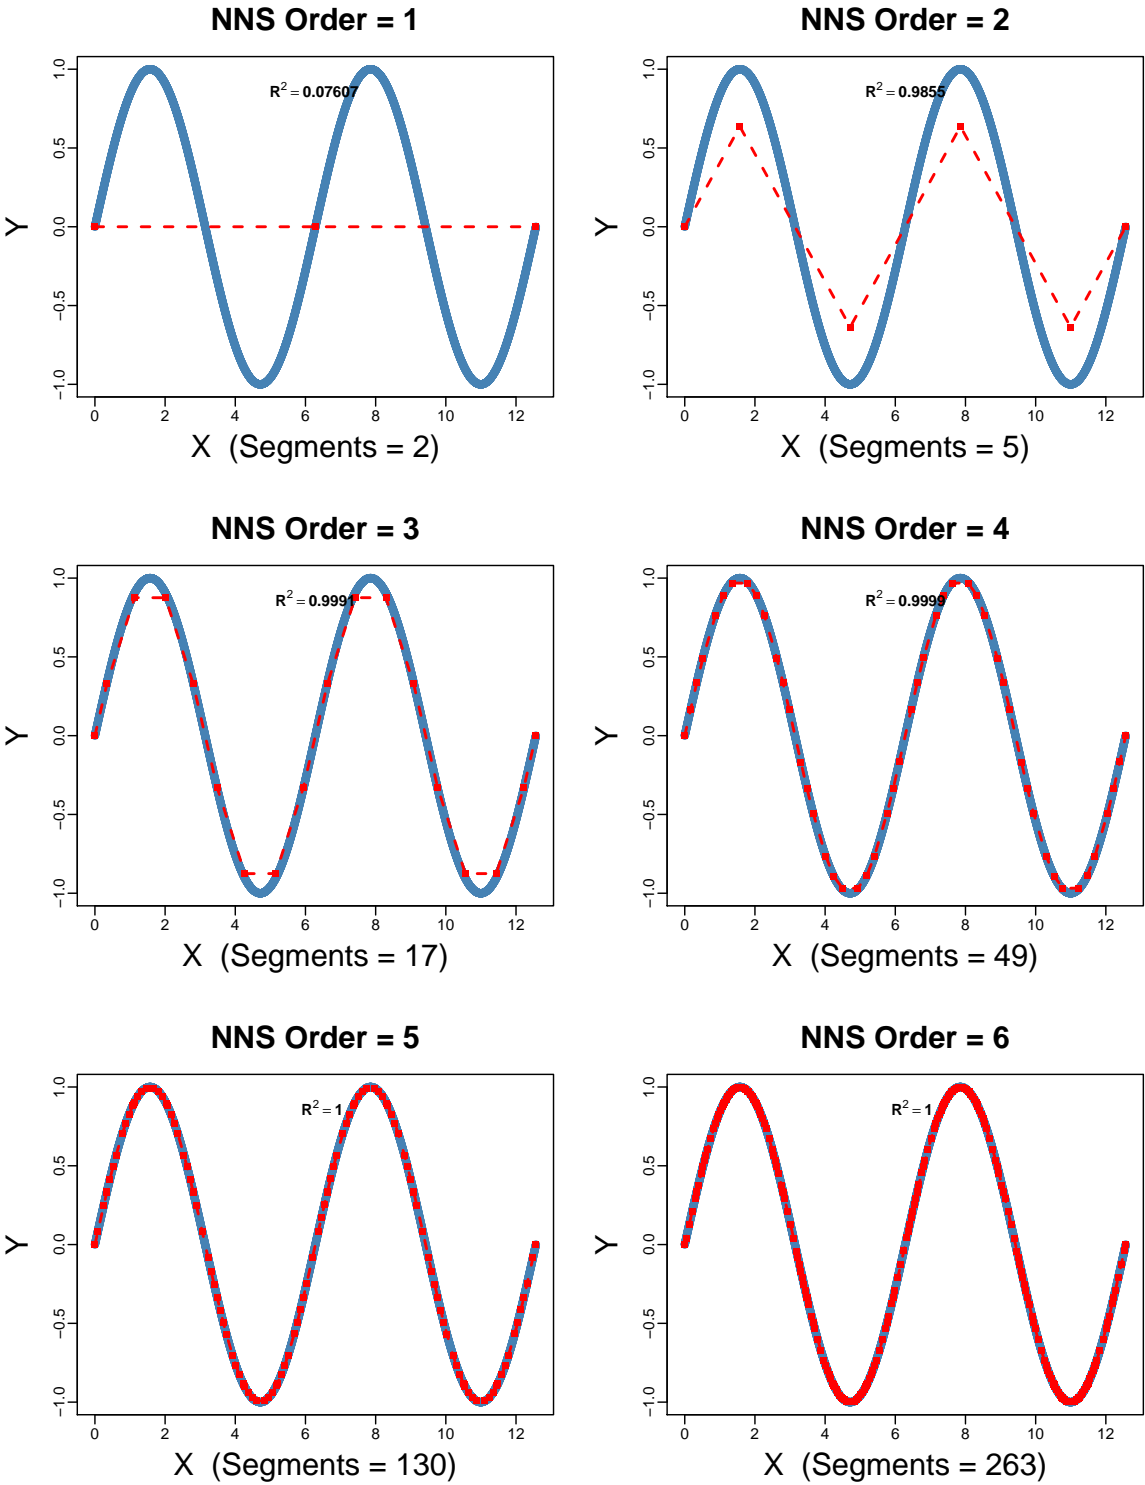 NNS Order = 1
R² = 0.07607
Y
1.0
0.5
0.0
−0.5
−1.0
0 2 4 6 8 10 12
X (Segments = 2)
NNS Order = 2
R² = 0.9855
Y
1.0
0.5
0.0
−0.5
−1.0
0 2 4 6 8 10 12
X (Segments = 5)
NNS Order = 3
R² = 0.9991
Y
1.0
0.5
0.0
−0.5
−1.0
0 2 4 6 8 10 12
X (Segments = 17)
NNS Order = 4
R² = 0.9999
Y
1.0
0.5
0.0
−0.5
−1.0
0 2 4 6 8 10 12
X (Segments = 49)
NNS Order = 5
R² = 1
Y
1.0
0.5
0.0
−0.5
−1.0
0 2 4 6 8 10 12
X (Segments = 130)
NNS Order = 6
R² = 1
Y
1.0
0.5
0.0
−0.5
−1.0
0 2 4 6 8 10 12
X (Segments = 263)